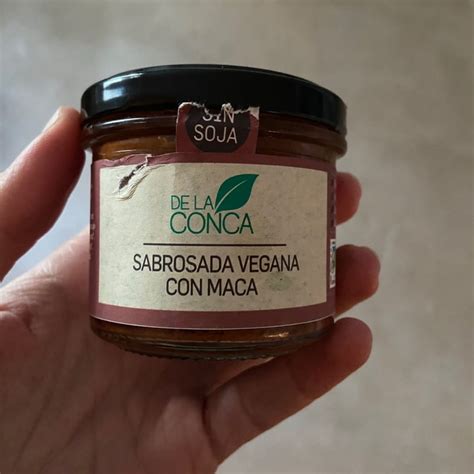 SIN
SOJA
DE LA
CONCA
SABROSADA VEGANA
CON MACA